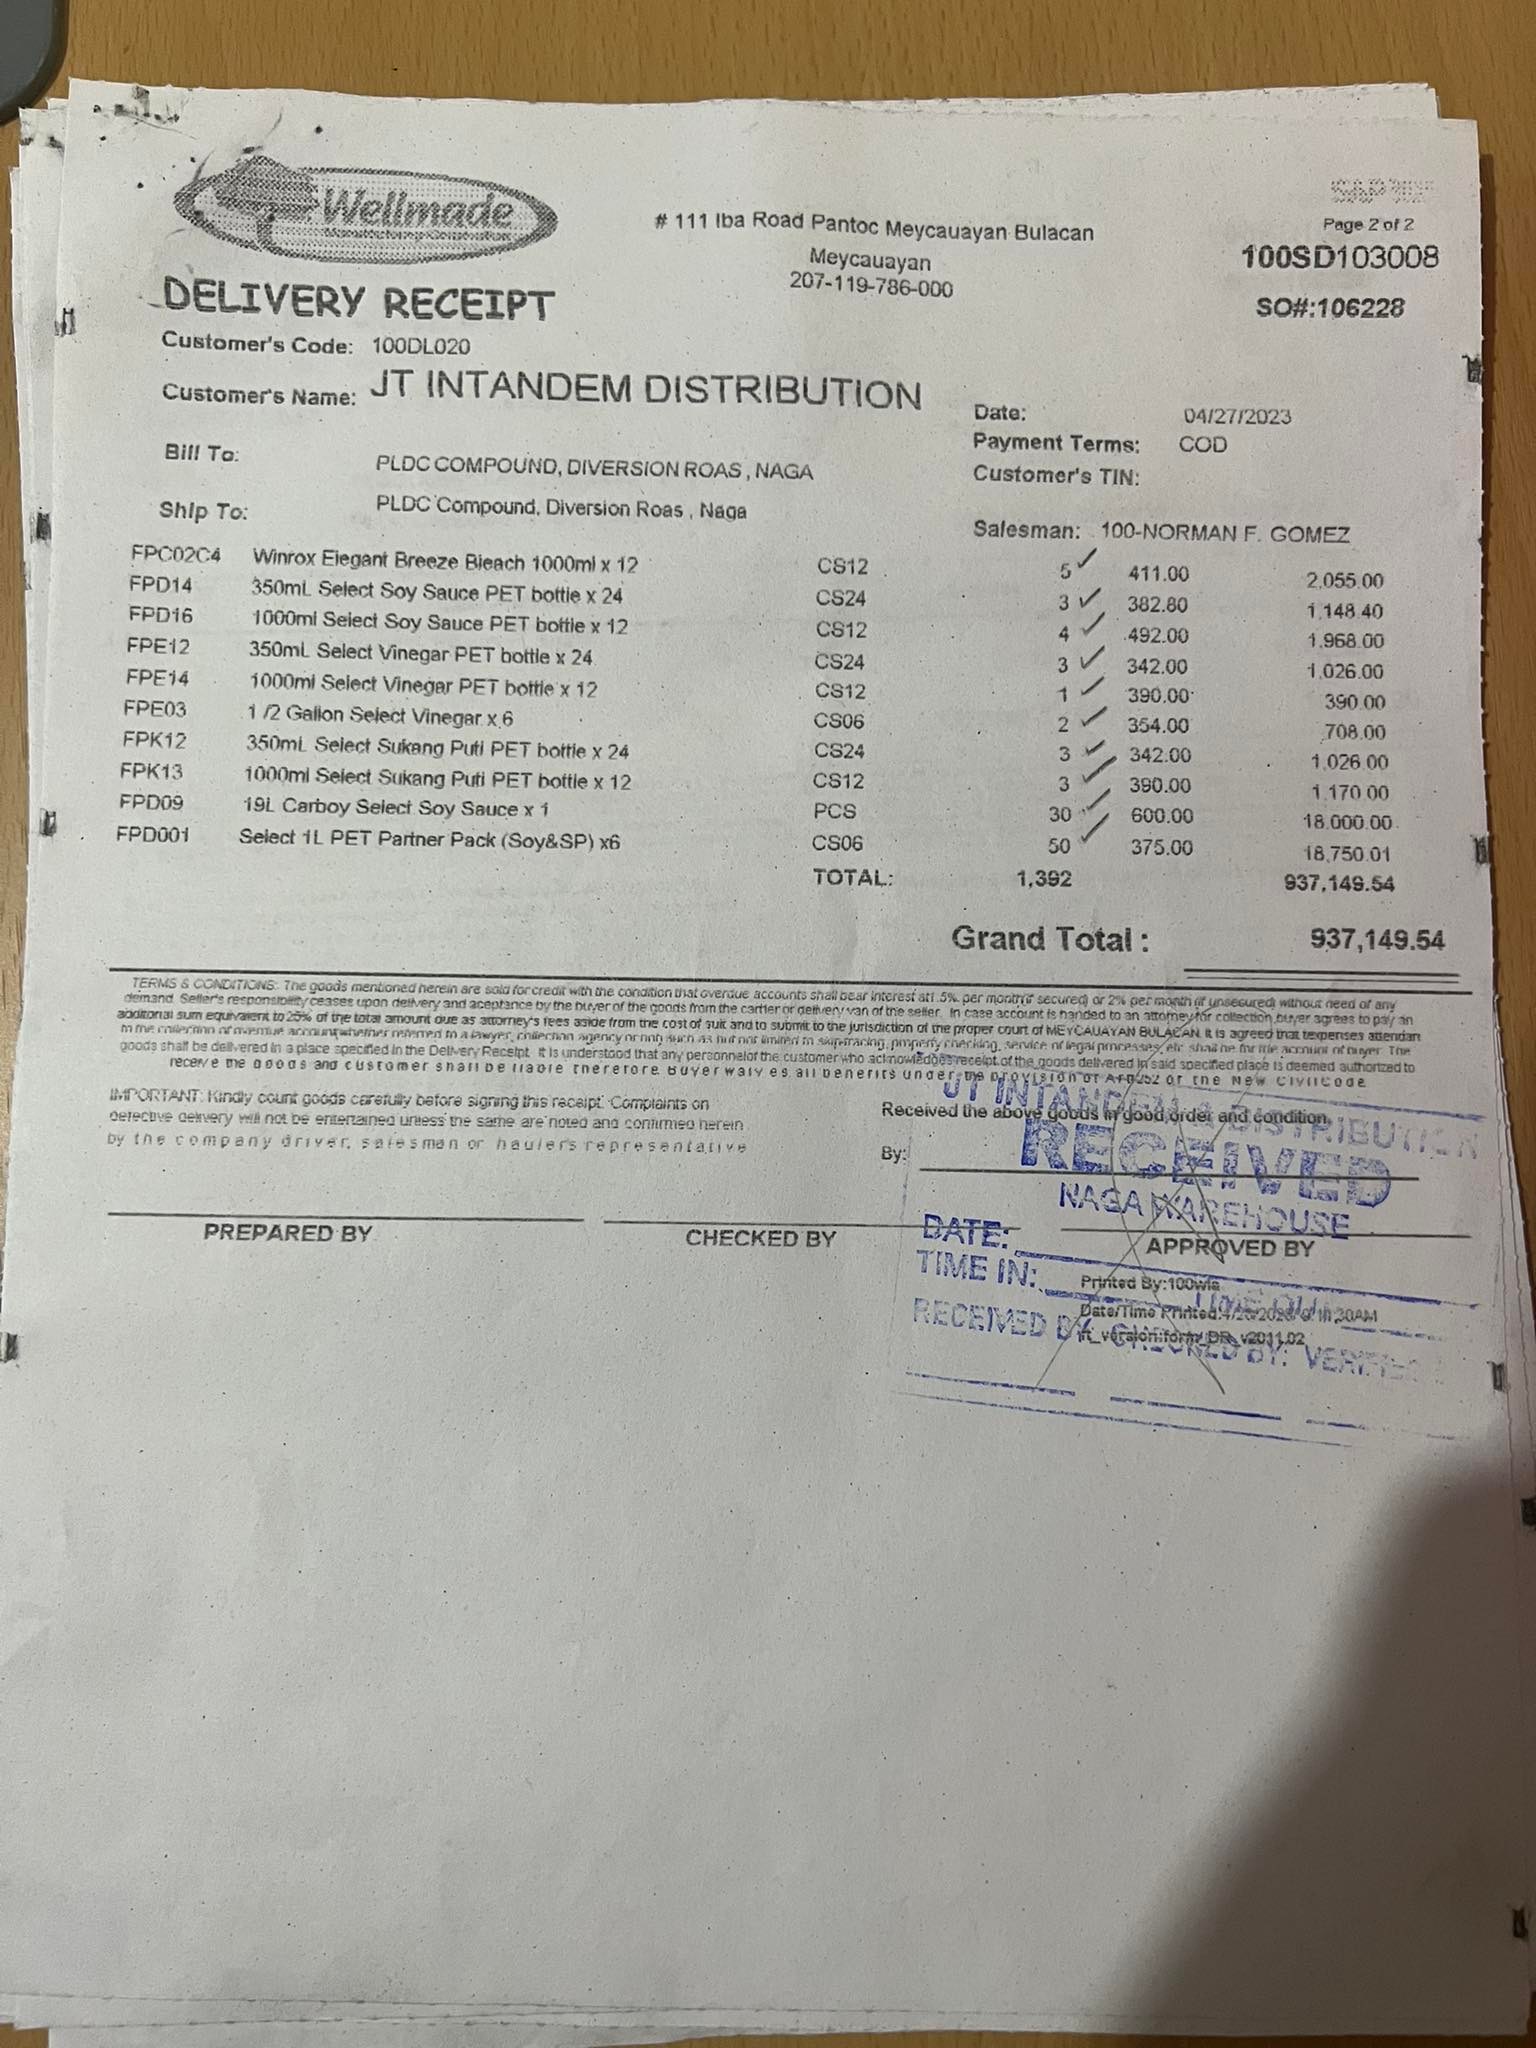 Wellmade
# 111 Iba Road Pantoc Meycauayan Bulacan
Meycauayan
207-119-786-000
Page 2 of 2
100SD103008
SO#:106228
DELIVERY RECEIPT
Customer's Code: 100DL020
Customer's Name: JT INTANDEM DISTRIBUTION
Date: 04/27/2023
Payment Terms: COD
Bill To: PLDC COMPOUND, DIVERSION ROAS , NAGA
Customer's TIN:
Ship To: PLDC Compound, Diversion Roas , Naga
Salesman: 100-NORMAN F. GOMEZ
FPC02C4 Winrox Elegant Breeze Bleach 1000ml x 12 CS12 5 ✓ 411.00 2,055.00
FPD14 350mL Select Soy Sauce PET bottle x 24 CS24 3 ✓ 382.80 1,148.40
FPD16 1000ml Select Soy Sauce PET bottle x 12 CS12 4 ✓ 492.00 1,968.00
FPE12 350mL Select Vinegar PET bottle x 24 CS24 3 ✓ 342.00 1,026.00
FPE14 1000ml Select Vinegar PET bottle x 12 CS12 1 ✓ 390.00 390.00
FPE03 1 /2 Gallon Select Vinegar x 6 CS06 2 ✓ 354.00 708.00
FPK12 350mL Select Sukang Puti PET bottle x 24 CS24 3 ✓ 342.00 1,026.00
FPK13 1000ml Select Sukang Puti PET bottle x 12 CS12 3 ✓ 390.00 1,170.00
FPD09 19L Carboy Select Soy Sauce x 1 PCS 30 ✓ 600.00 18,000.00
FPD001 Select 1L PET Partner Pack (Soy&SP) x6 CS06 50 ✓ 375.00 18,750.01
TOTAL: 1,392 937,149.54
Grand Total : 937,149.54
TERMS & CONDITIONS: The goods mentioned herein are sold for credit with the condition that overdue accounts shall bear interest at1.5% per month(if secured) or 2% per month (if unsecured) without need of any
demand. Seller's responsibility ceases upon delivery and aceptance by the buyer of the goods from the carrier or delivery van of the seller. In case account is handed to an attorney for collection,buyer agrees to pay an
additional sum equivalent to 25% of the total amount due as attorney's fees aside from the cost of suit and to submit to the jurisdiction of the proper court of MEYCAUAYAN BULACAN. It is agreed that texpenses attendan
to the collection of overdue account,whether referred to a lawyer, collection agency or not such as but not limited to skip-tracing, property checking, service of legal processes, etc. shall be for the account of buyer. The
goods shall be delivered in a place specified in the Delivery Receipt. It is understood that any personnelof the customer who acknowledges receipt of the goods delivered in said specified place is deemed authorized to
receive the goods and customer shall be liable therefore. Buyer waives all benefits under the provision of Art. 1252 of the New Civil Code
IMPORTANT: Kindly count goods carefully before signing this receipt. Complaints on
defective delivery will not be entertained unless the same are noted and confirmed herein
by the company driver, salesman or haulers representative
Received the above goods in good order and condition.
By:
JT INTANDEM DISTRIBUTION
RECEIVED
NAGA WAREHOUSE
DATE:
TIME IN:
RECEIVED BY: CHECKED BY:
PREPARED BY CHECKED BY APPROVED BY
Printed By:100wla
Date/Time Printed:
rt_version:form_DR_v2011.02